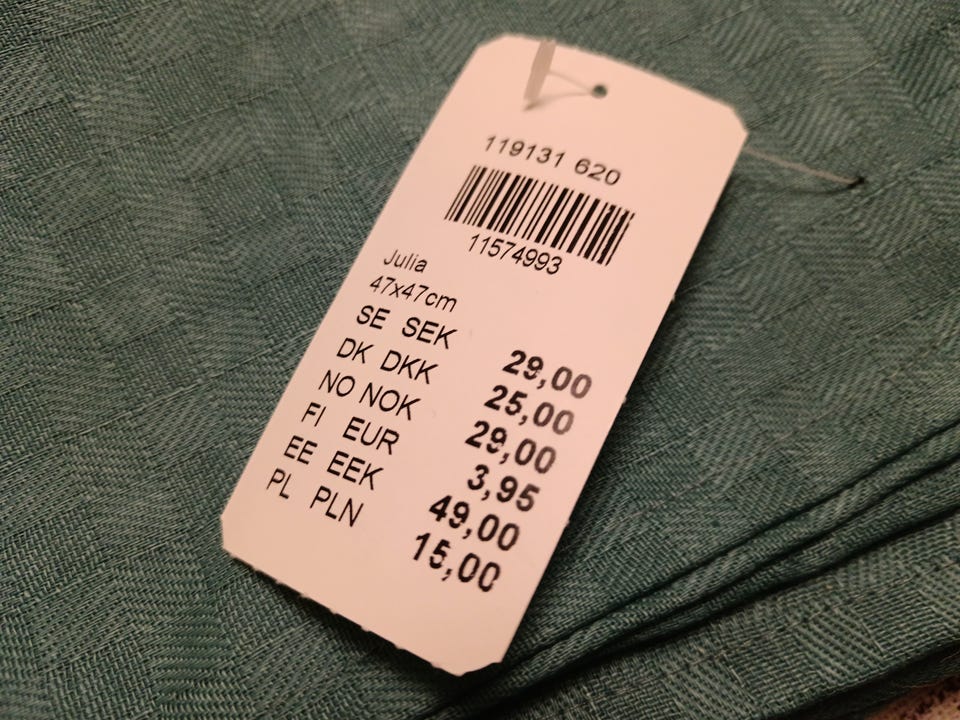 119131 620
11574993
Julia
47x47cm
SE SEK 29,00
DK DKK 25,00
NO NOK 29,00
FI EUR 3,95
EE EEK 49,00
PL PLN 15,00